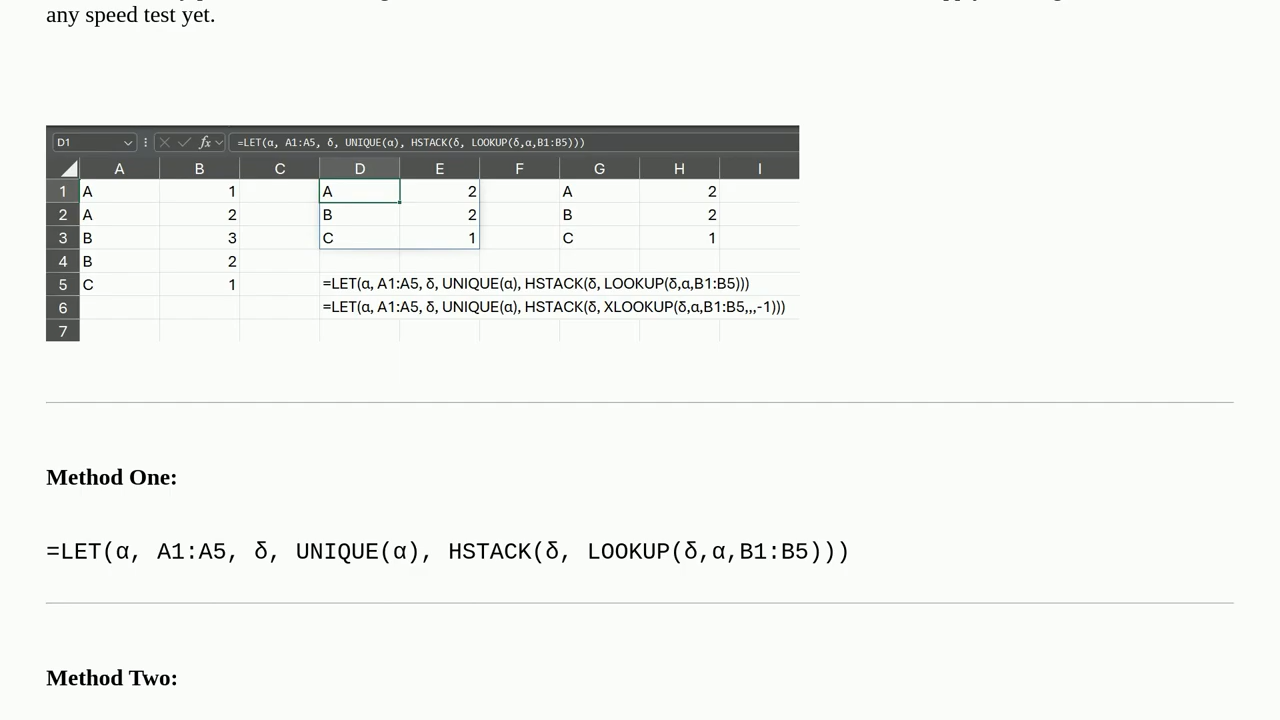 any speed test yet.
D1 fx =LET(α, A1:A5, δ, UNIQUE(α), HSTACK(δ, LOOKUP(δ,α,B1:B5)))
A B C D E F G H I
1 A 1 A 2 A 2
2 A 2 B 2 B 2
3 B 3 C 1 C 1
4 B 2
5 C 1 =LET(α, A1:A5, δ, UNIQUE(α), HSTACK(δ, LOOKUP(δ,α,B1:B5)))
6 =LET(α, A1:A5, δ, UNIQUE(α), HSTACK(δ, XLOOKUP(δ,α,B1:B5,,,-1)))
7
Method One:
=LET(α, A1:A5, δ, UNIQUE(α), HSTACK(δ, LOOKUP(δ,α,B1:B5)))
Method Two: